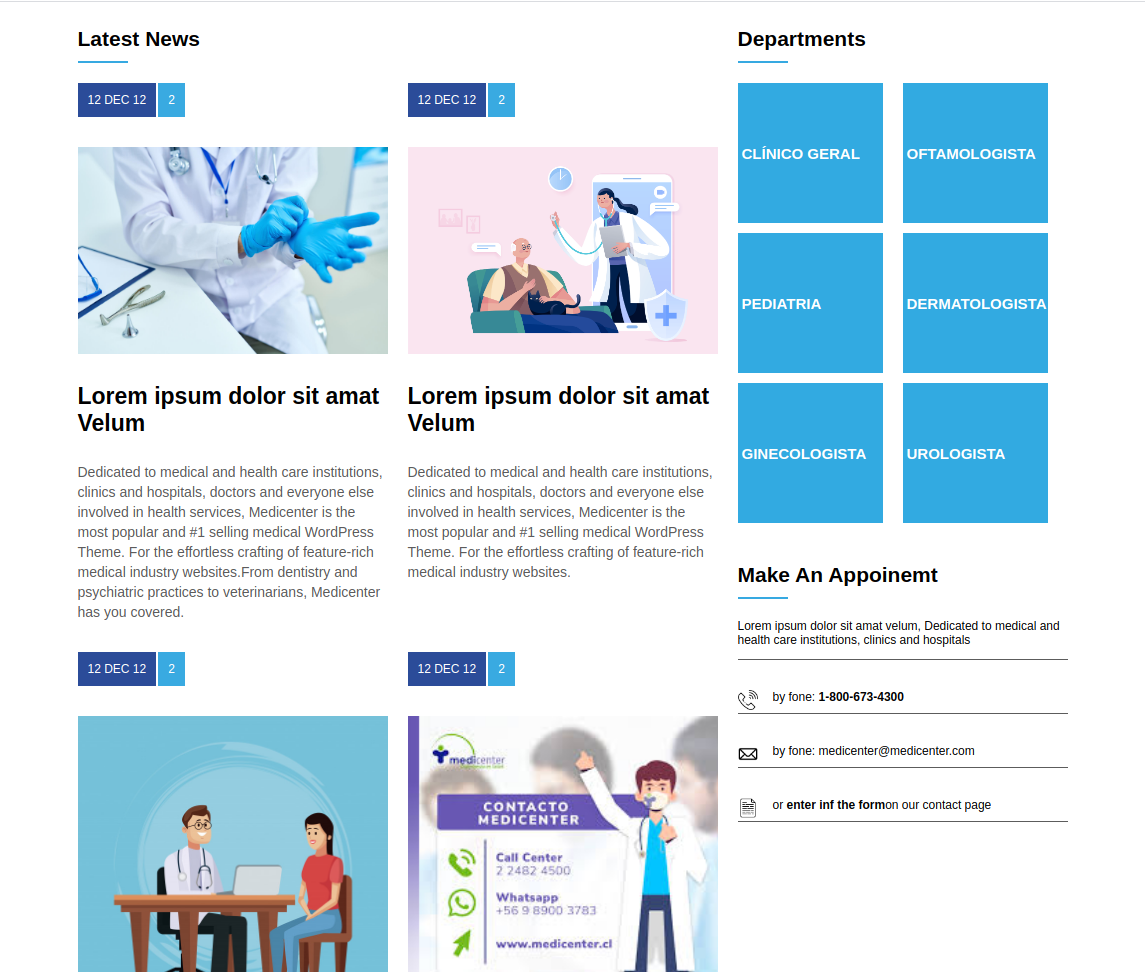 Latest News
12 DEC 12 2
12 DEC 12 2
Lorem ipsum dolor sit amat
Velum
Dedicated to medical and health care institutions,
clinics and hospitals, doctors and everyone else
involved in health services, Medicenter is the
most popular and #1 selling medical WordPress
Theme. For the effortless crafting of feature-rich
medical industry websites.From dentistry and
psychiatric practices to veterinarians, Medicenter
has you covered.
Lorem ipsum dolor sit amat
Velum
Dedicated to medical and health care institutions,
clinics and hospitals, doctors and everyone else
involved in health services, Medicenter is the
most popular and #1 selling medical WordPress
Theme. For the effortless crafting of feature-rich
medical industry websites.
12 DEC 12 2
12 DEC 12 2
medicenter
CONTACTO
MEDICENTER
Call Center
2 2482 4500
Whatsapp
+56 9 8900 3783
www.medicenter.cl
Departments
CLÍNICO GERAL
OFTAMOLOGISTA
PEDIATRIA
DERMATOLOGISTA
GINECOLOGISTA
UROLOGISTA
Make An Appoinemt
Lorem ipsum dolor sit amat velum, Dedicated to medical and
health care institutions, clinics and hospitals
by fone: 1-800-673-4300
by fone: medicenter@medicenter.com
or enter inf the formon our contact page